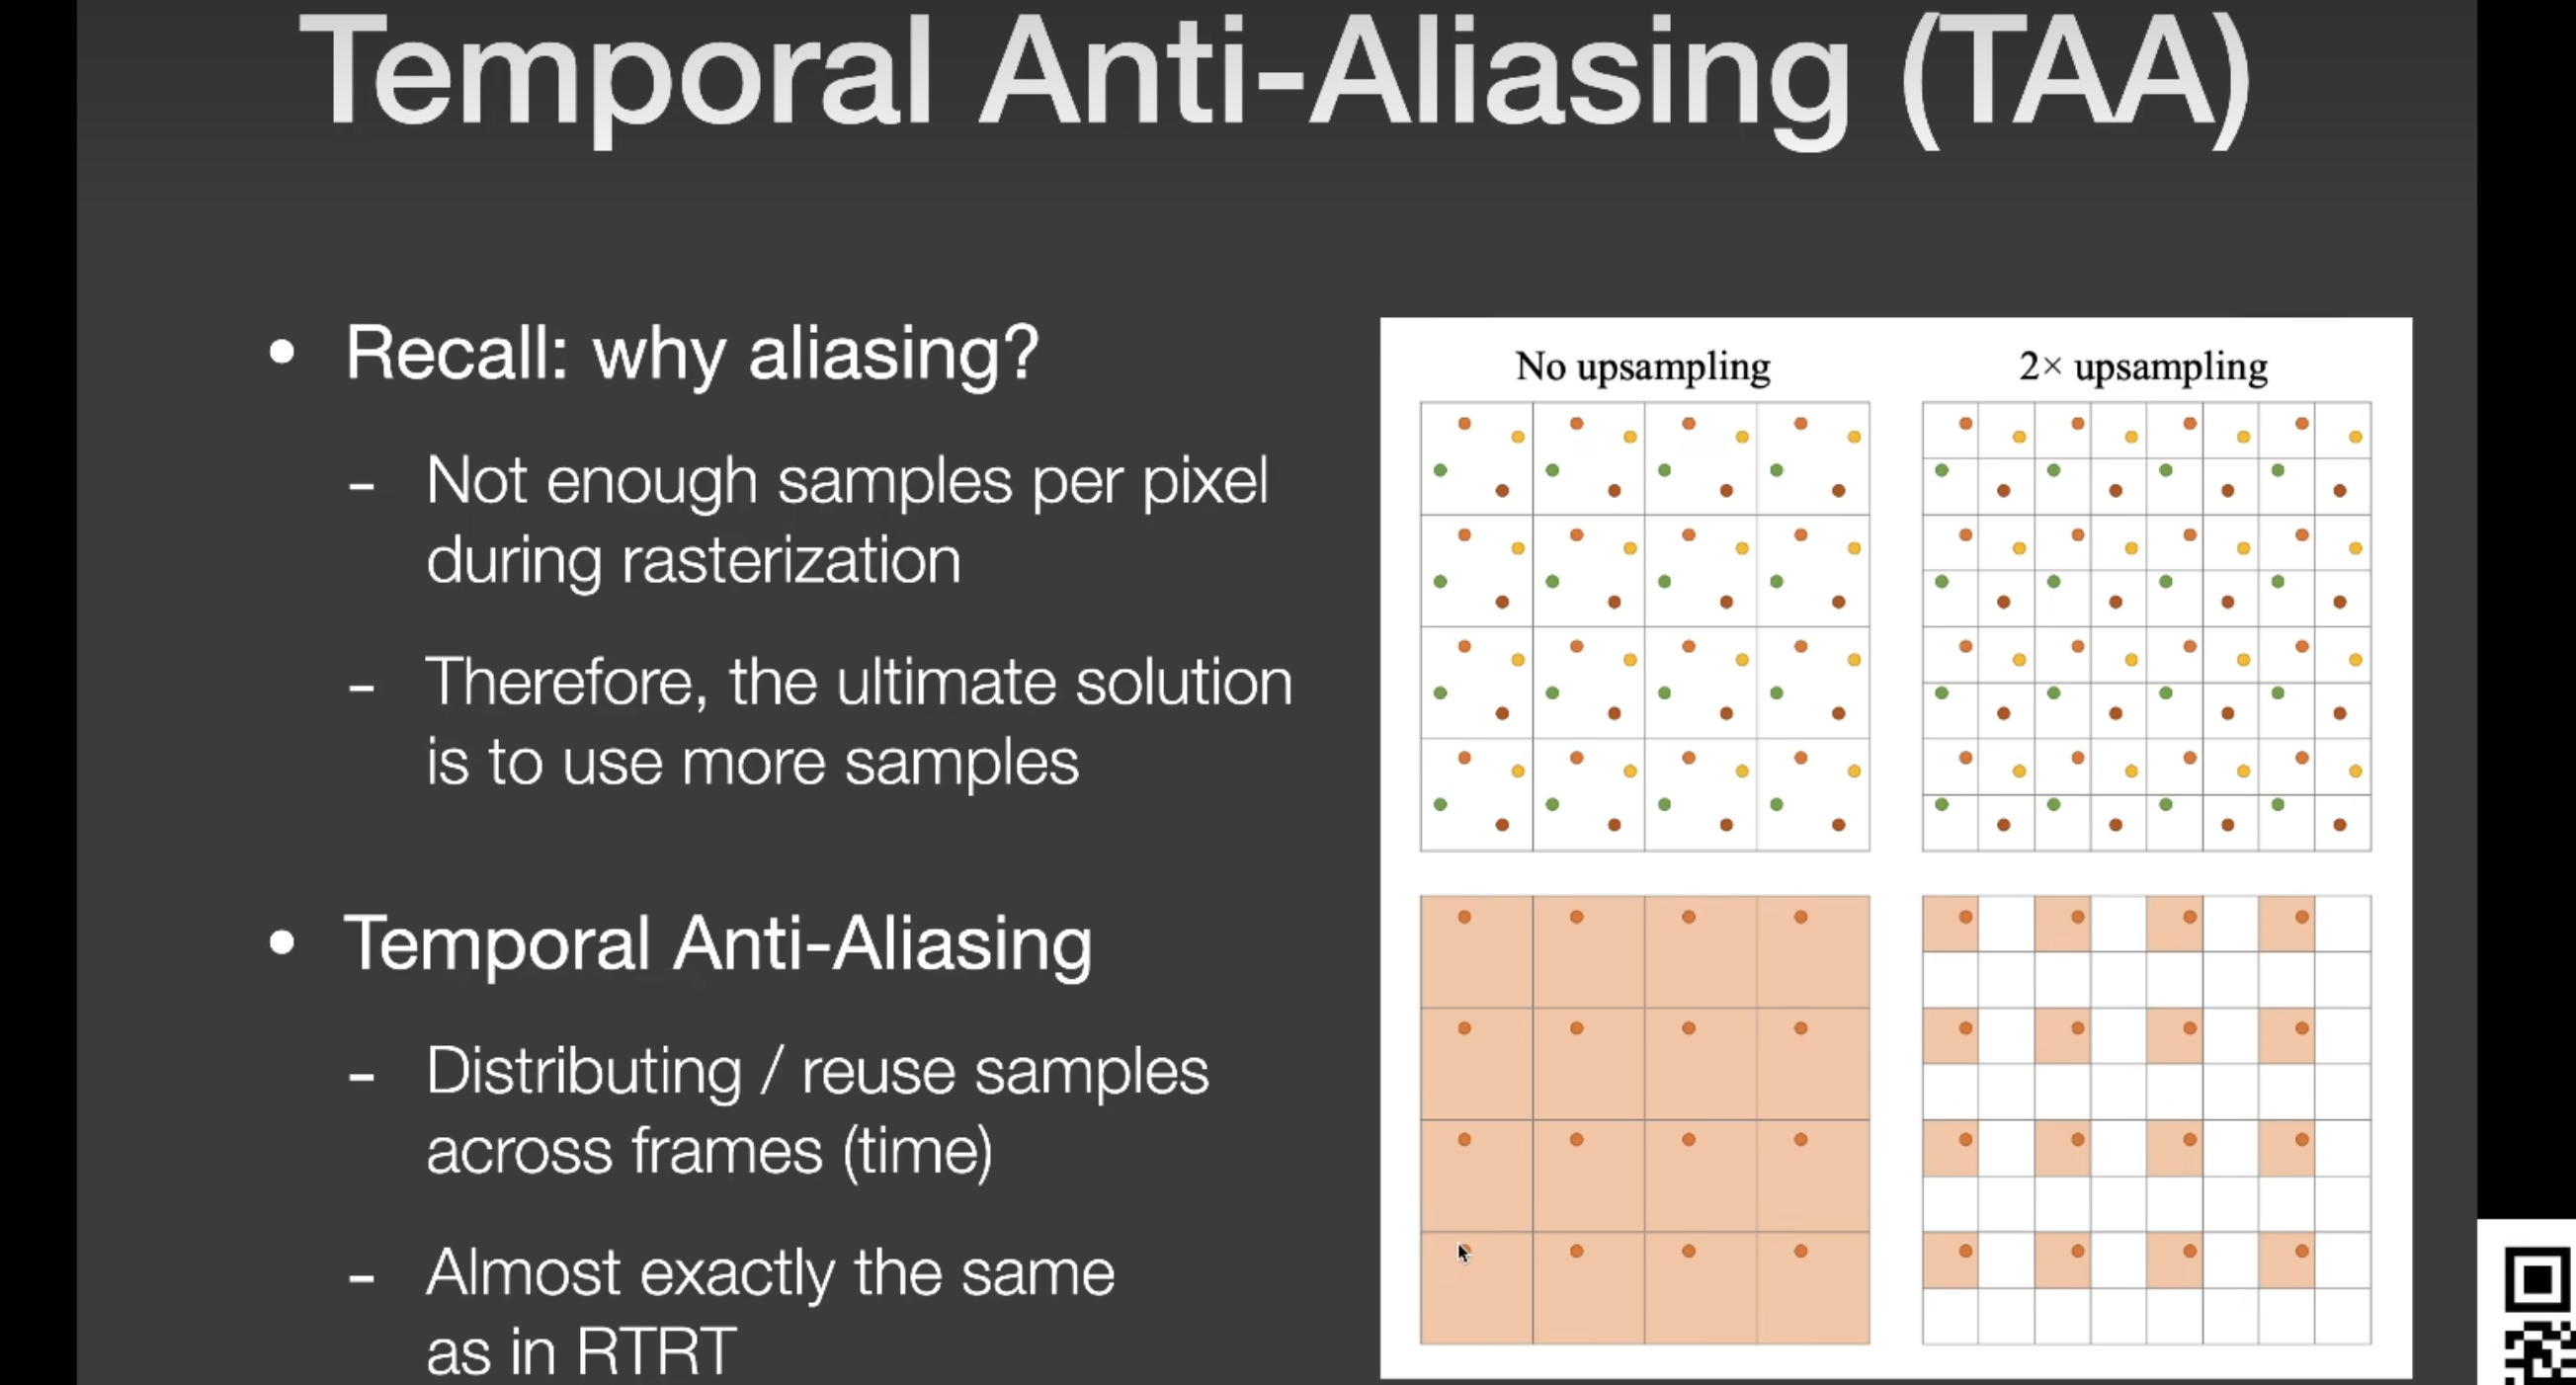 Temporal Anti-Aliasing (TAA)
• Recall: why aliasing?
- Not enough samples per pixel
during rasterization
- Therefore, the ultimate solution
is to use more samples
• Temporal Anti-Aliasing
- Distributing / reuse samples
across frames (time)
- Almost exactly the same
as in RTRT
No upsampling
2× upsampling